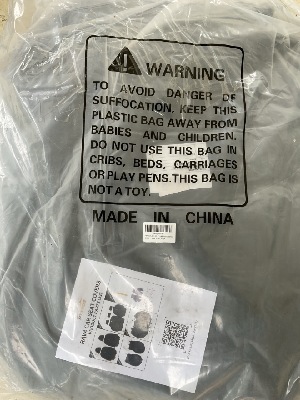 WARNING
TO AVOID DANGER OF
SUFFOCATION, KEEP THIS
PLASTIC BAG AWAY FROM
BABIES AND CHILDREN.
DO NOT USE THIS BAG IN
CRIBS, BEDS, CARRIAGES
OR PLAY PENS.THIS BAG IS
NOT A TOY.
MADE IN CHINA